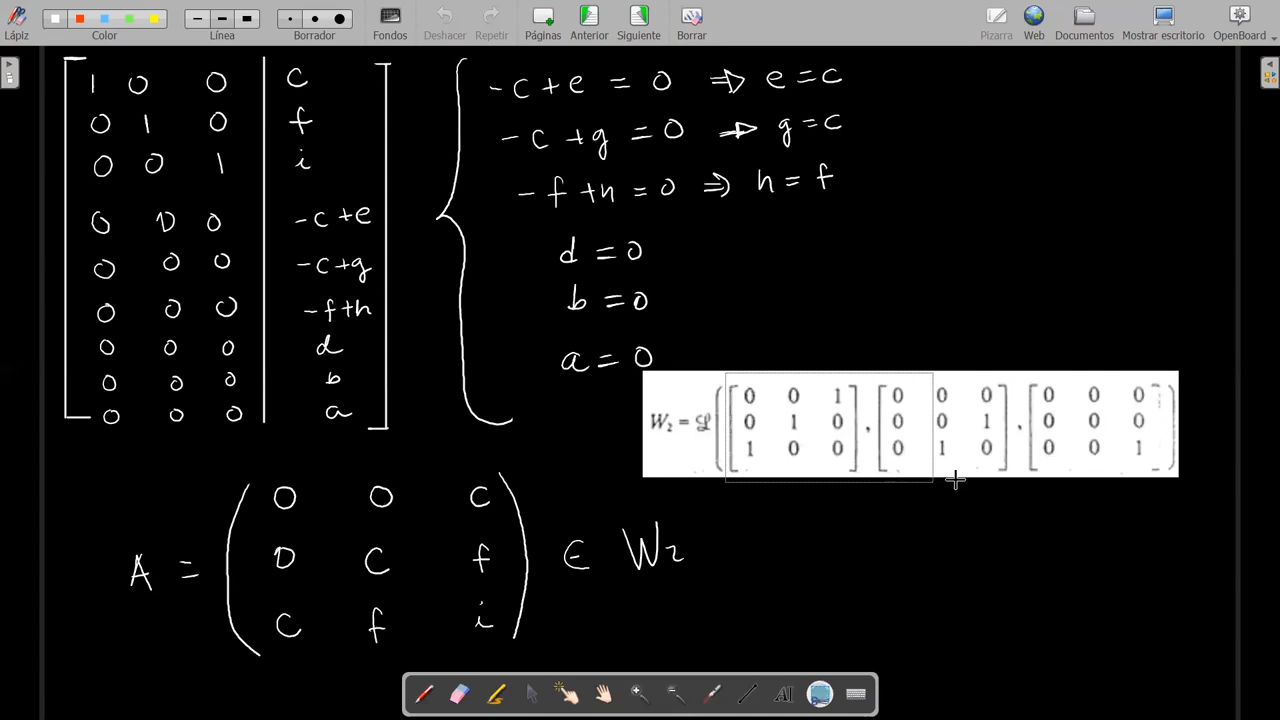 Lápiz Color Línea Borrador Fondos Deshacer Repetir Páginas Anterior Siguiente Borrar Pizarra Web Documentos Mostrar escritorio OpenBoard
1 0 0 | c
0 1 0 | f
0 0 1 | i
0 0 0 | -c+e
0 0 0 | -c+g
0 0 0 | -f+h
0 0 0 | d
0 0 0 | b
0 0 0 | a
-c+e = 0 ⇒ e=c
-c+g = 0 ⇒ g=c
-f+h = 0 ⇒ h=f
d=0
b=0
a=0
0 0 1 0 0 0 0 0 0
W₂ = ℒ ( [ 0 1 0 ] , [ 0 0 1 ] , [ 0 0 0 ] )
1 0 0 0 1 0 0 0 1
0 0 c
A = ( 0 c f ) ∈ W₂
c f i
AI